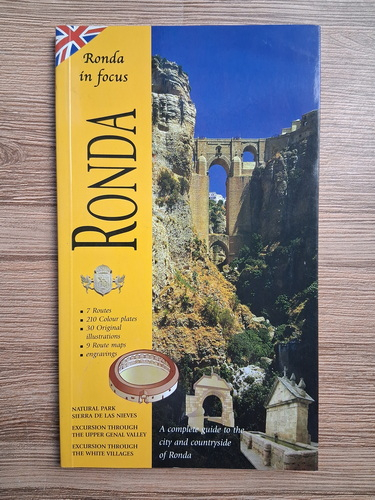 Ronda
in focus
RONDA
▪ 7 Routes
▪ 210 Colour plates
▪ 30 Original
illustrations
▪ 9 Route maps
▪ engravings
NATURAL PARK
SIERRA DE LAS NIEVES
EXCURSION THROUGH
THE UPPER GENAL VALLEY
EXCURSION THROUGH
THE WHITE VILLAGES
A complete guide to the
city and countryside
of Ronda